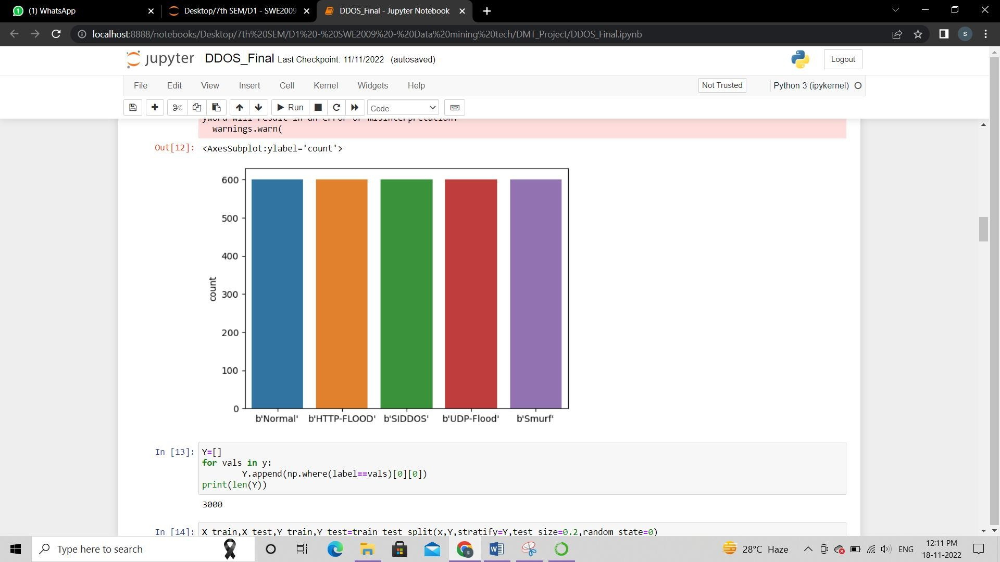 (1) WhatsApp
Desktop/7th SEM/D1 - SWE2009
DDOS_Final - Jupyter Notebook
localhost:8888/notebooks/Desktop/7th%20SEM/D1%20-%20SWE2009%20-%20Data%20mining%20tech/DMT_Project/DDOS_Final.ipynb
S
jupyter DDOS_Final Last Checkpoint: 11/11/2022 (autosaved)
Logout
File Edit View Insert Cell Kernel Widgets Help
Not Trusted
Python 3 (ipykernel)
Run
Code
yword will result in an error or misinterpretation.
warnings.warn(
Out[12]: <AxesSubplot:ylabel='count'>
600
500
400
count
300
200
100
0
b'Normal' b'HTTP-FLOOD' b'SIDDOS' b'UDP-Flood' b'Smurf'
In [13]: Y=[]
for vals in y:
Y.append(np.where(label==vals)[0][0])
print(len(Y))
3000
In [14]: X_train,X_test,Y_train,Y_test=train_test_split(x,Y,stratify=Y,test_size=0.2,random_state=0)
Type here to search
28°C Haze
ENG
12:11 PM
18-11-2022